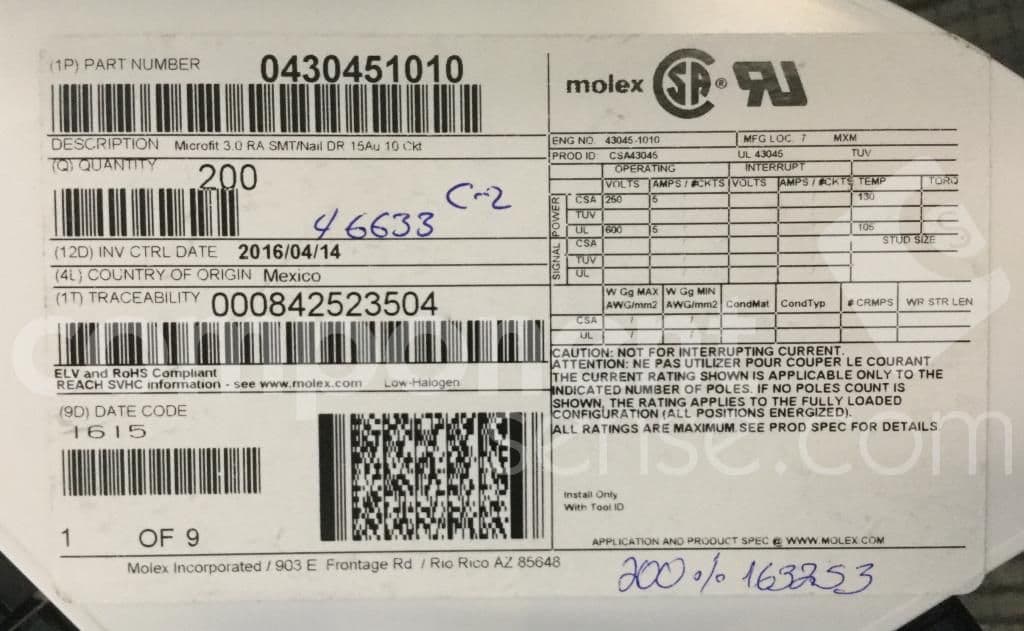 (1P) PART NUMBER 0430451010
DESCRIPTION Microfit 3.0 RA SMT/Nail DR 15Au 10 Ckt
(Q) QUANTITY 200
46633 C-2
(12D) INV CTRL DATE 2016/04/14
(4L) COUNTRY OF ORIGIN Mexico
(1T) TRACEABILITY 000842523504
ELV and RoHS Compliant
REACH SVHC information - see www.molex.com Low-Halogen
(9D) DATE CODE
1615
1 OF 9
Molex Incorporated / 903 E Frontage Rd / Rio Rico AZ 85648
molex SA ® RU
ENG NO. 43045-1010 MFG LOC. 7 MXM
PROD ID: CSA43045 UL 43045 TUV
OPERATING INTERRUPT
VOLTS AMPS / #CKTS VOLTS AMPS / #CKTS TEMP TORQ
POWER
CSA 250 5 130
TUV
UL 600 5 105
SIGNAL
CSA STUD SIZE
TUV
UL
W Gg MAX W Gg MIN
AWG/mm2 AWG/mm2 CondMat CondTyp # CRMPS WR STR LEN
CSA / /
UL / /
CAUTION: NOT FOR INTERRUPTING CURRENT.
ATTENTION: NE PAS UTILIZER POUR COUPER LE COURANT
THE CURRENT RATING SHOWN IS APPLICABLE ONLY TO THE
INDICATED NUMBER OF POLES. IF NO POLES COUNT IS
SHOWN, THE RATING APPLIES TO THE FULLY LOADED
CONFIGURATION (ALL POSITIONS ENERGIZED).
ALL RATINGS ARE MAXIMUM. SEE PROD SPEC FOR DETAILS
Install Only
With Tool ID
APPLICATION AND PRODUCT SPEC @ WWW.MOLEX.COM
200 % 163253
component
sense.com